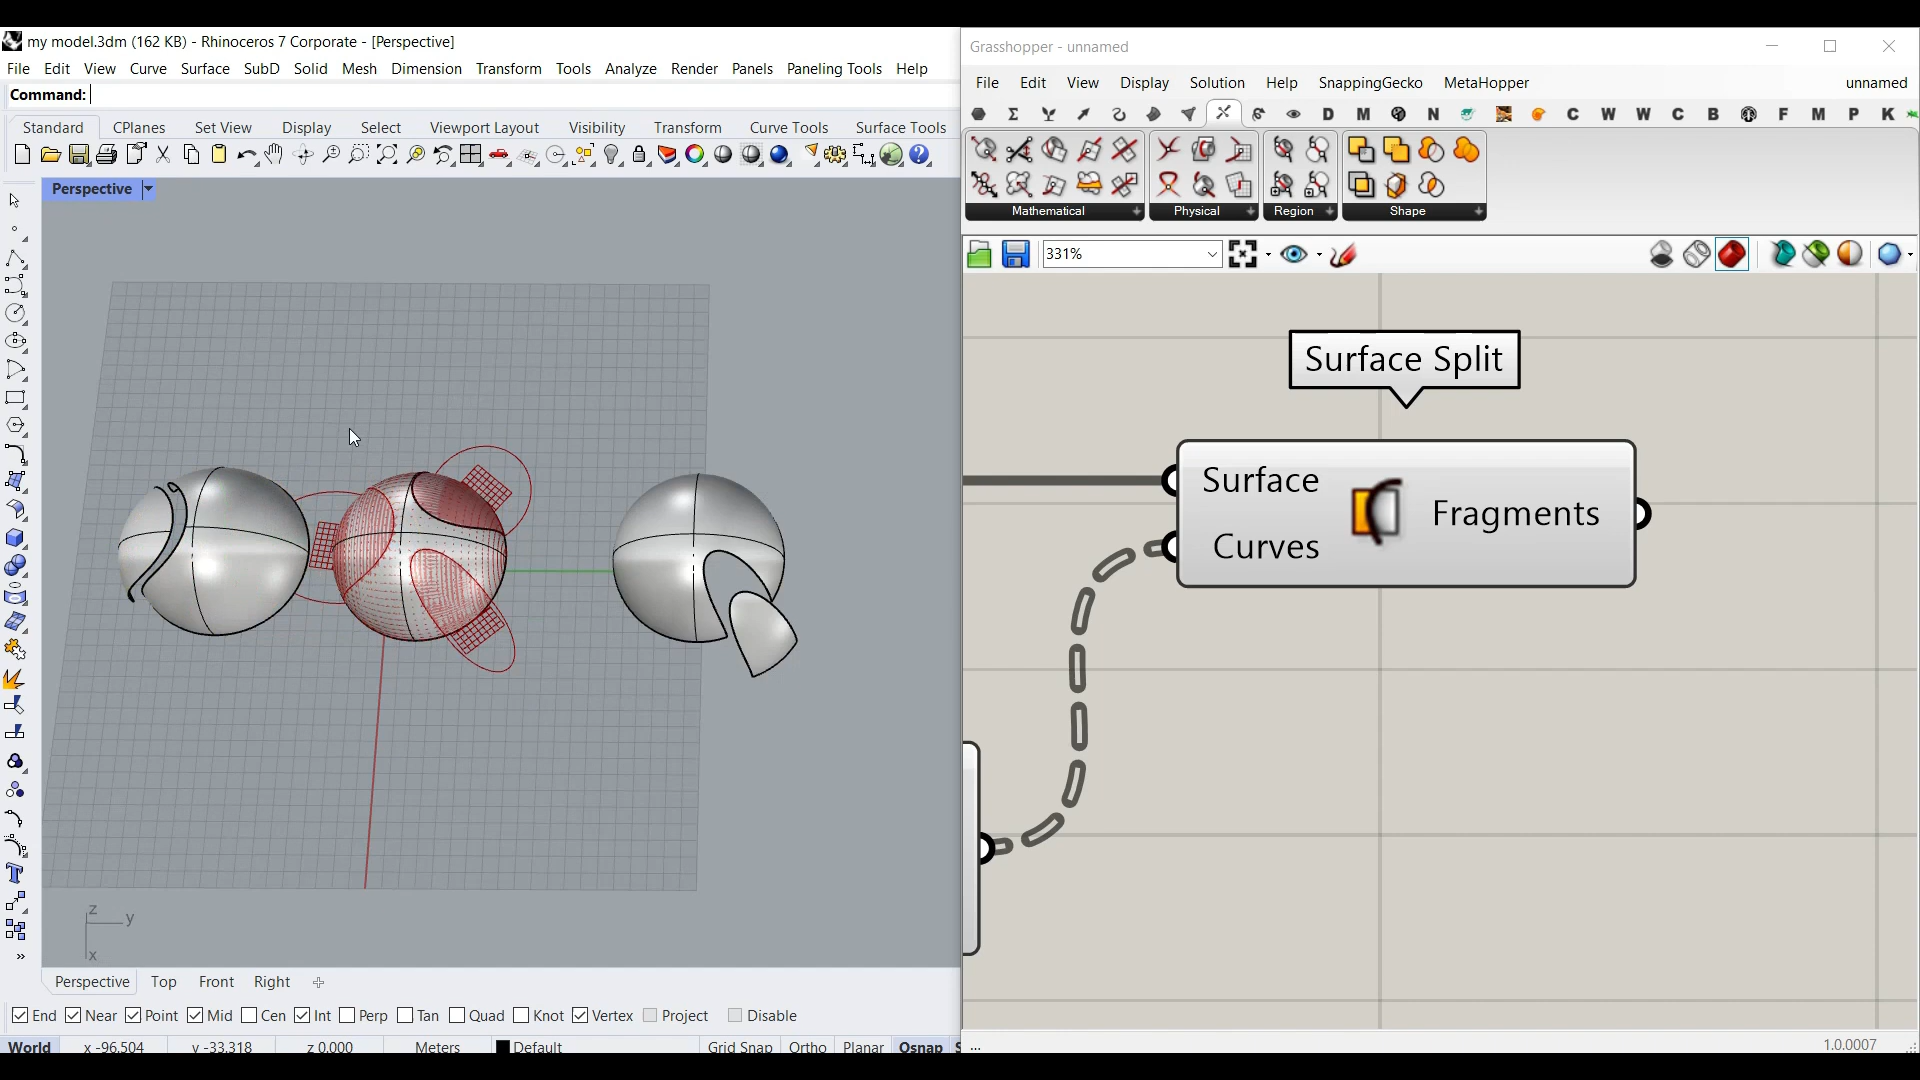 my model.3dm (162 KB) - Rhinoceros 7 Corporate - [Perspective]
File Edit View Curve Surface SubD Solid Mesh Dimension Transform Tools Analyze Render Panels Paneling Tools Help
Command:
Standard CPlanes Set View Display Select Viewport Layout Visibility Transform Curve Tools Surface Tools
Perspective
z
y
x
Perspective Top Front Right
End Near Point Mid Cen Int Perp Tan Quad Knot Vertex Project Disable
World x -96.504 y -33.318 z 0.000 Meters Default Grid Snap Ortho Planar Osnap S
Grasshopper - unnamed
File Edit View Display Solution Help SnappingGecko MetaHopper unnamed
D M N C W W C B F M P K
Mathematical Physical Region Shape
331%
Surface Split
Surface
Fragments
Curves
... 1.0.0007